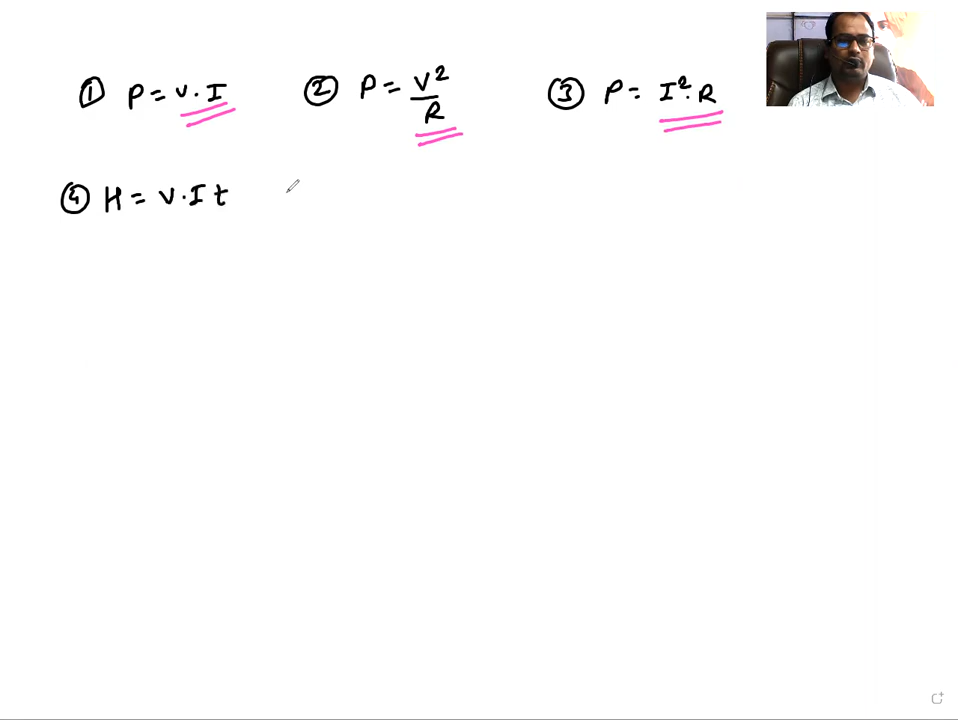 ① P = V · I ② P = V²/R ③ P = I² · R
④ H = V · I t